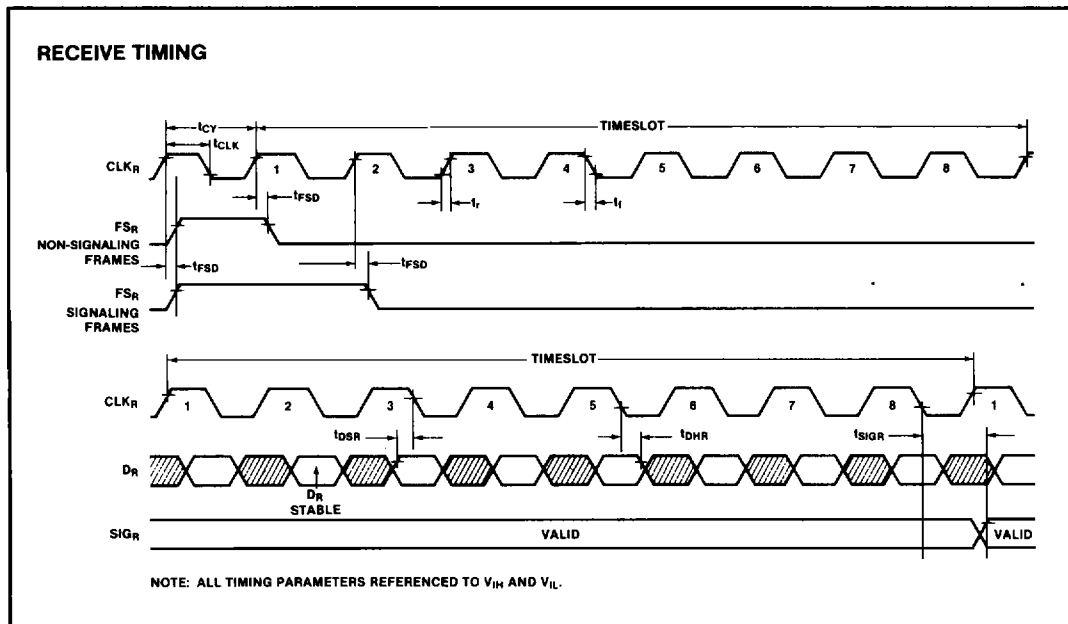 RECEIVE TIMING
tCY
tCLK
TIMESLOT
CLKR
1 2 3 4 5 6 7 8
tFSD
tr
tf
FSR
NON-SIGNALING
FRAMES
tFSD
tFSD
FSR
SIGNALING
FRAMES
TIMESLOT
CLKR
1 2 3 4 5 6 7 8 1
tDSR
tDHR
tSIGR
DR
DR
STABLE
SIGR
VALID
VALID
NOTE: ALL TIMING PARAMETERS REFERENCED TO VIH AND VIL.